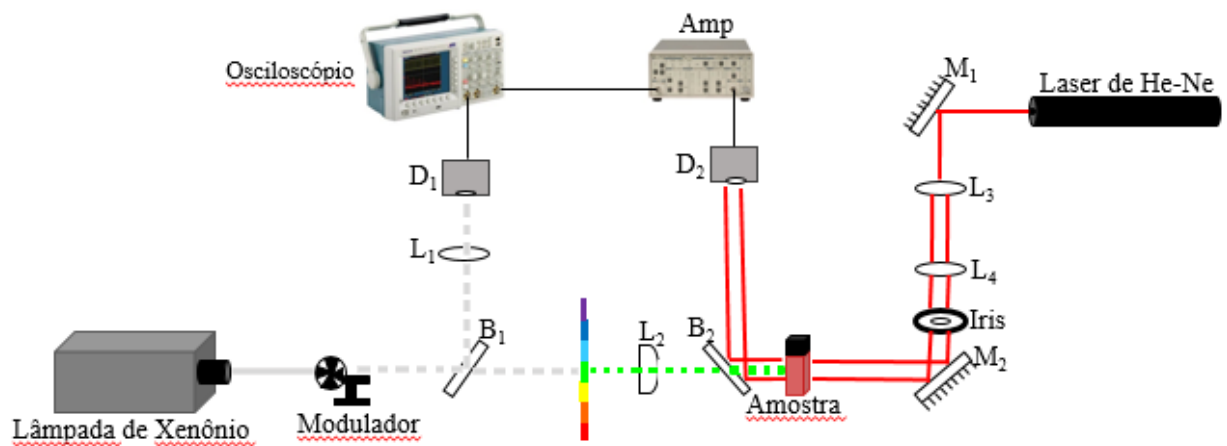 Amp
Osciloscópio
M1
Laser de He-Ne
D1
D2
L3
L1
L4
Iris
B1
L2
B2
M2
Lâmpada de Xenônio
Modulador
Amostra